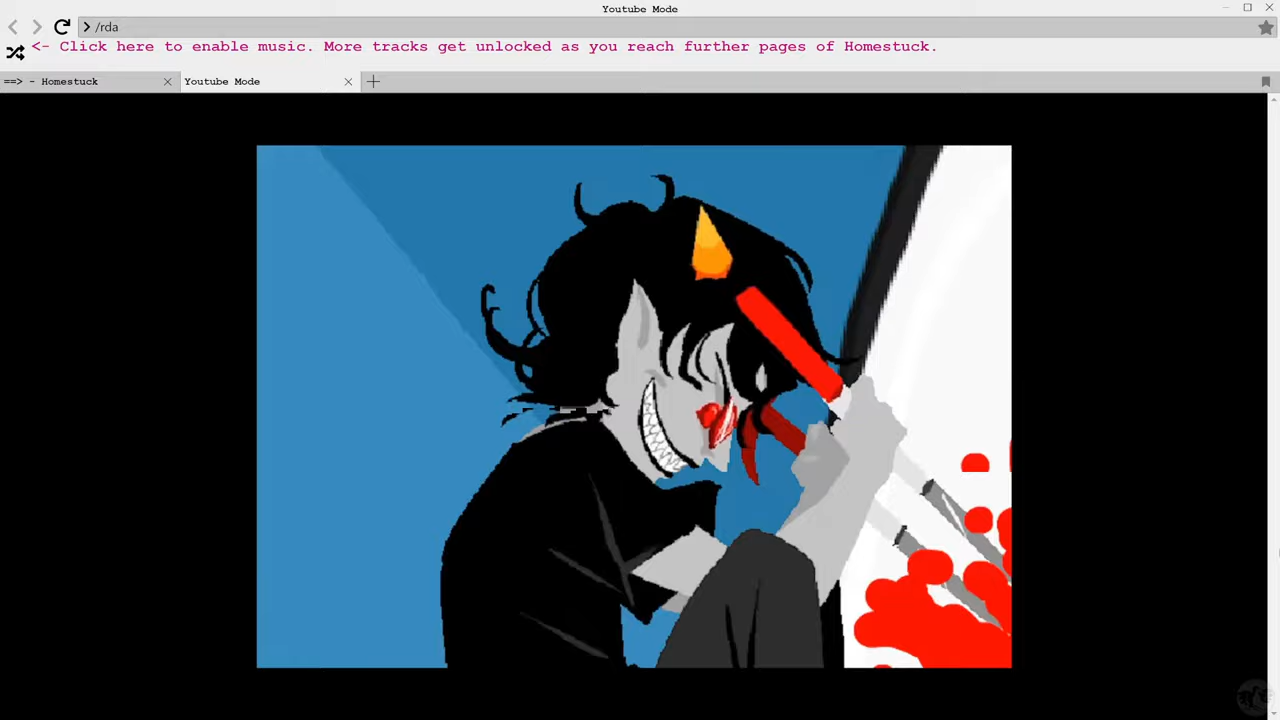 Youtube Mode
/rda
<- Click here to enable music. More tracks get unlocked as you reach further pages of Homestuck.
==> - Homestuck
Youtube Mode